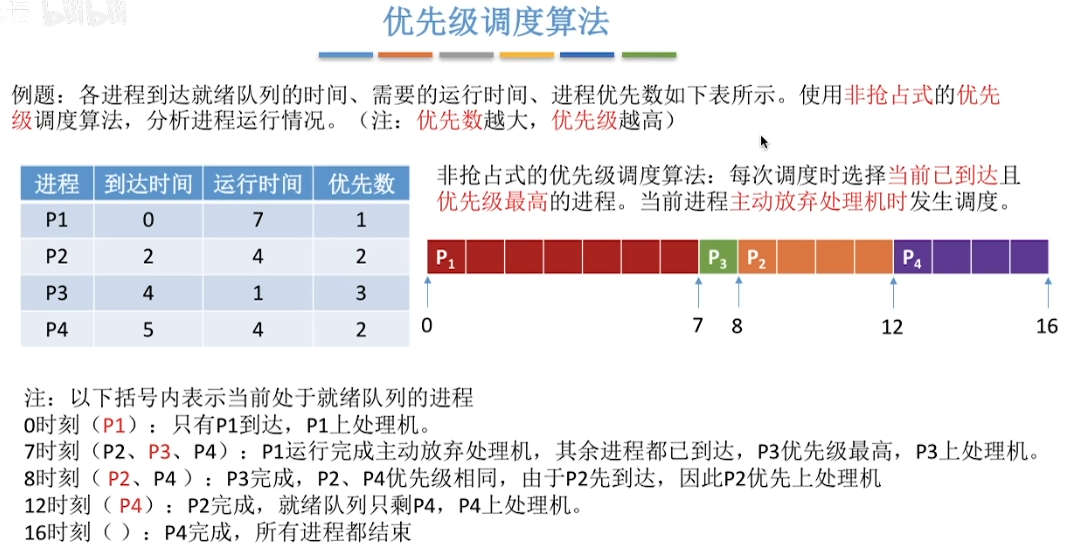 bilibili
优先级调度算法
例题：各进程到达就绪队列的时间、需要的运行时间、进程优先数如下表所示。使用非抢占式的优先
级调度算法，分析进程运行情况。（注：优先数越大，优先级越高）
进程 到达时间 运行时间 优先数
P1 0 7 1
P2 2 4 2
P3 4 1 3
P4 5 4 2
非抢占式的优先级调度算法：每次调度时选择当前已到达且
优先级最高的进程。当前进程主动放弃处理机时发生调度。
P1 P3 P2 P4
0 7 8 12 16
注：以下括号内表示当前处于就绪队列的进程
0时刻（P1）：只有P1到达，P1上处理机。
7时刻（P2、P3、P4）：P1运行完成主动放弃处理机，其余进程都已到达，P3优先级最高，P3上处理机。
8时刻（ P2、P4 ）：P3完成，P2、P4优先级相同，由于P2先到达，因此P2优先上处理机
12时刻（ P4）：P2完成，就绪队列只剩P4，P4上处理机。
16时刻（ ）：P4完成，所有进程都结束